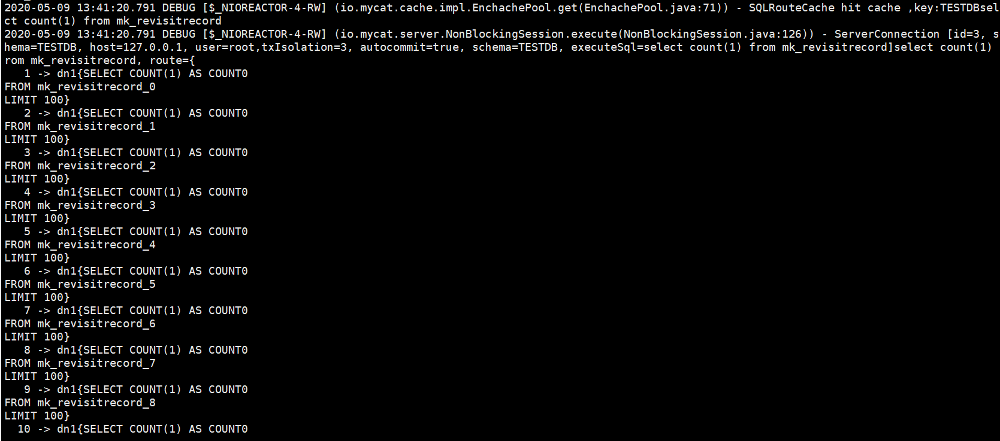 2020-05-09 13:41:20.791 DEBUG [$_NIOREACTOR-4-RW] (io.mycat.cache.impl.EnchachePool.get(EnchachePool.java:71)) - SQLRouteCache hit cache ,key:TESTDBsel
ct count(1) from mk_revisitrecord
2020-05-09 13:41:20.791 DEBUG [$_NIOREACTOR-4-RW] (io.mycat.server.NonBlockingSession.execute(NonBlockingSession.java:126)) - ServerConnection [id=3, s
hema=TESTDB, host=127.0.0.1, user=root,txIsolation=3, autocommit=true, schema=TESTDB, executeSql=select count(1) from mk_revisitrecord]select count(1)
rom mk_revisitrecord, route={
   1 -> dn1{SELECT COUNT(1) AS COUNT0
FROM mk_revisitrecord_0
LIMIT 100}
   2 -> dn1{SELECT COUNT(1) AS COUNT0
FROM mk_revisitrecord_1
LIMIT 100}
   3 -> dn1{SELECT COUNT(1) AS COUNT0
FROM mk_revisitrecord_2
LIMIT 100}
   4 -> dn1{SELECT COUNT(1) AS COUNT0
FROM mk_revisitrecord_3
LIMIT 100}
   5 -> dn1{SELECT COUNT(1) AS COUNT0
FROM mk_revisitrecord_4
LIMIT 100}
   6 -> dn1{SELECT COUNT(1) AS COUNT0
FROM mk_revisitrecord_5
LIMIT 100}
   7 -> dn1{SELECT COUNT(1) AS COUNT0
FROM mk_revisitrecord_6
LIMIT 100}
   8 -> dn1{SELECT COUNT(1) AS COUNT0
FROM mk_revisitrecord_7
LIMIT 100}
   9 -> dn1{SELECT COUNT(1) AS COUNT0
FROM mk_revisitrecord_8
LIMIT 100}
  10 -> dn1{SELECT COUNT(1) AS COUNT0